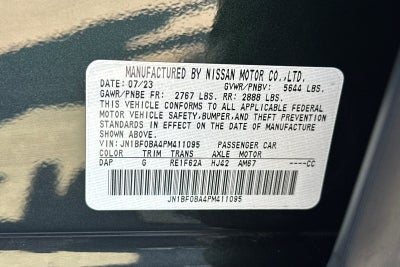 MANUFACTURED BY NISSAN MOTOR CO.,LTD.
DATE: 07/23 GVWR/PNBV: 5644 LBS.
GAWR/PNBE FR: 2767 LBS. RR: 2888 LBS.
THIS VEHICLE CONFORMS TO ALL APPLICABLE FEDERAL
MOTOR VEHICLE SAFETY,BUMPER,AND THEFT PREVENTION
STANDARDS IN EFFECT ON THE DATE OF MANUFACTURE
SHOWN ABOVE.
VIN: JN1BF0BA4PM411095 PASSENGER CAR
COLOR TRIM TRANS AXLE MOTOR
DAP G RE1F62A HJ42 AM67 ----CC
JN1BF0BA4PM411095